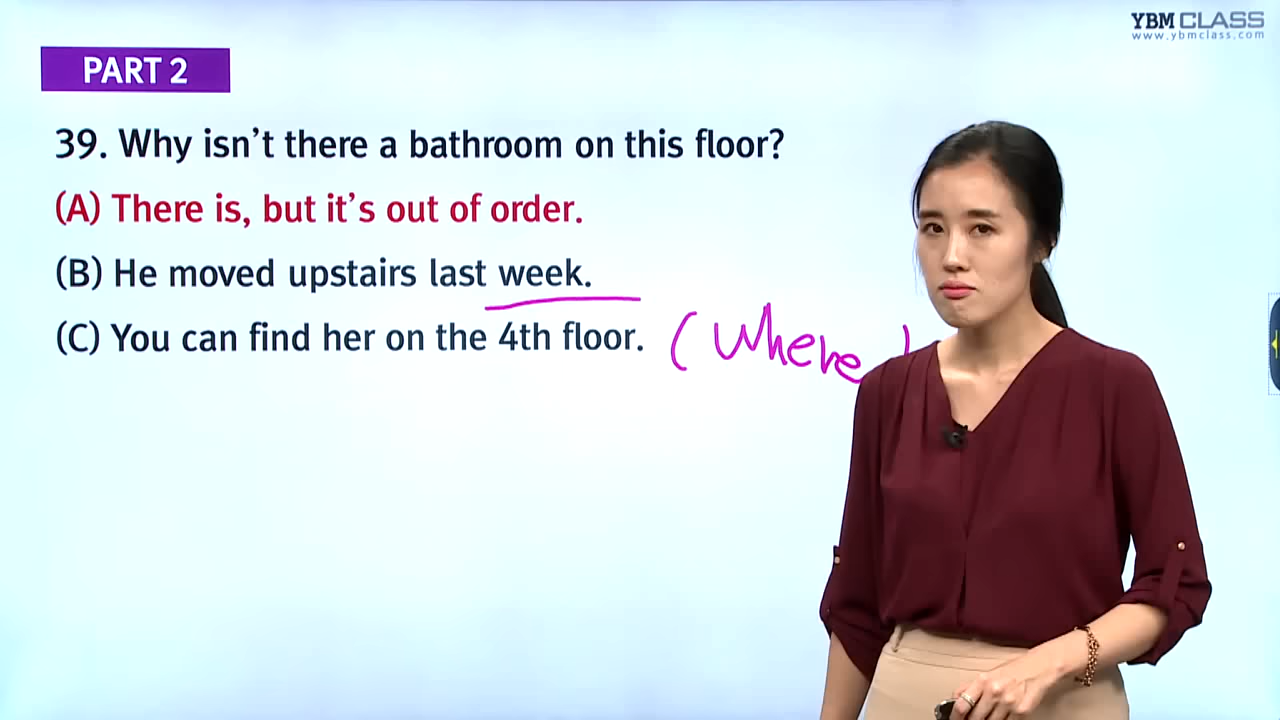 YBM CLASS
www.ybmclass.com
PART 2
39. Why isn't there a bathroom on this floor?
(A) There is, but it's out of order.
(B) He moved upstairs last week.
(C) You can find her on the 4th floor. (Where)